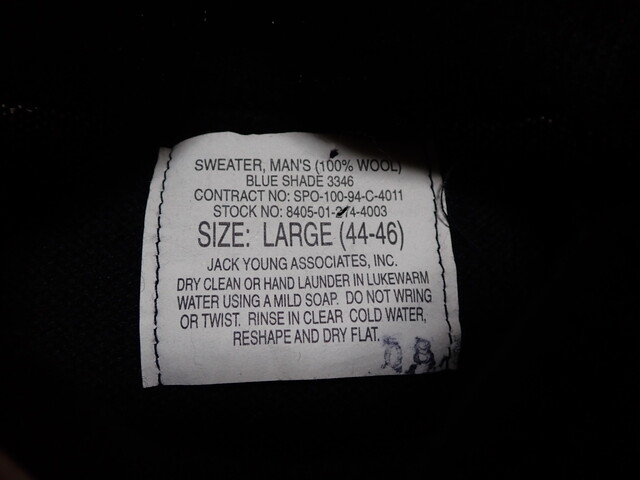 SWEATER, MAN'S (100% WOOL)
BLUE SHADE 3346
CONTRACT NO: SPO-100-94-C-4011
STOCK NO: 8405-01-274-4003
SIZE: LARGE (44-46)
JACK YOUNG ASSOCIATES, INC.
DRY CLEAN OR HAND LAUNDER IN LUKEWARM
WATER USING A MILD SOAP. DO NOT WRING
OR TWIST. RINSE IN CLEAR COLD WATER,
RESHAPE AND DRY FLAT.